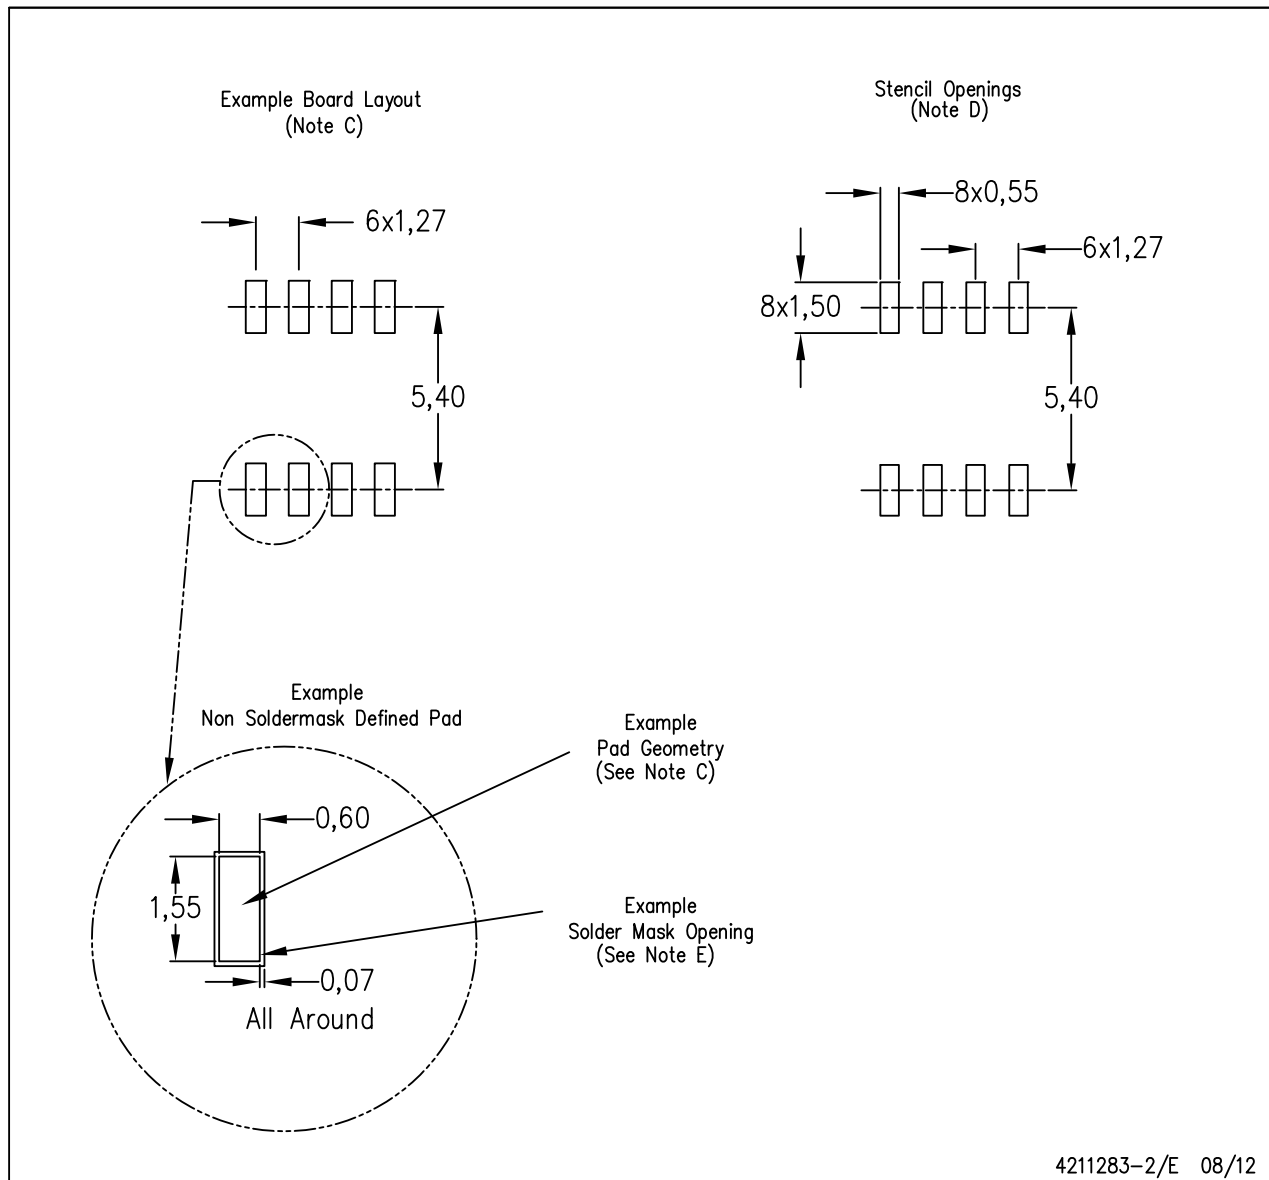 Example Board Layout
(Note C)
Stencil Openings
(Note D)
6x1,27
5,40
8x0,55
6x1,27
8x1,50
5,40
Example
Non Soldermask Defined Pad
Example
Pad Geometry
(See Note C)
0,60
1,55
Example
Solder Mask Opening
(See Note E)
0,07
All Around
4211283-2/E 08/12